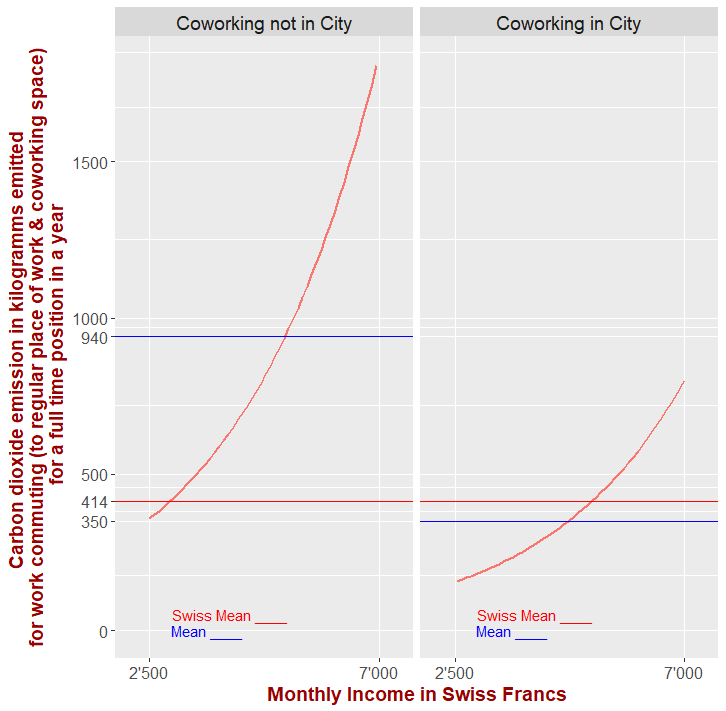 Coworking not in City
Coworking in City
Carbon dioxide emission in kilogramms emitted
for work commuting (to regular place of work & coworking space)
for a full time position in a year
1500
1000
940
500
414
350
0
Swiss Mean ____
Mean ____
Swiss Mean ____
Mean ____
2'500
7'000
2'500
7'000
Monthly Income in Swiss Francs